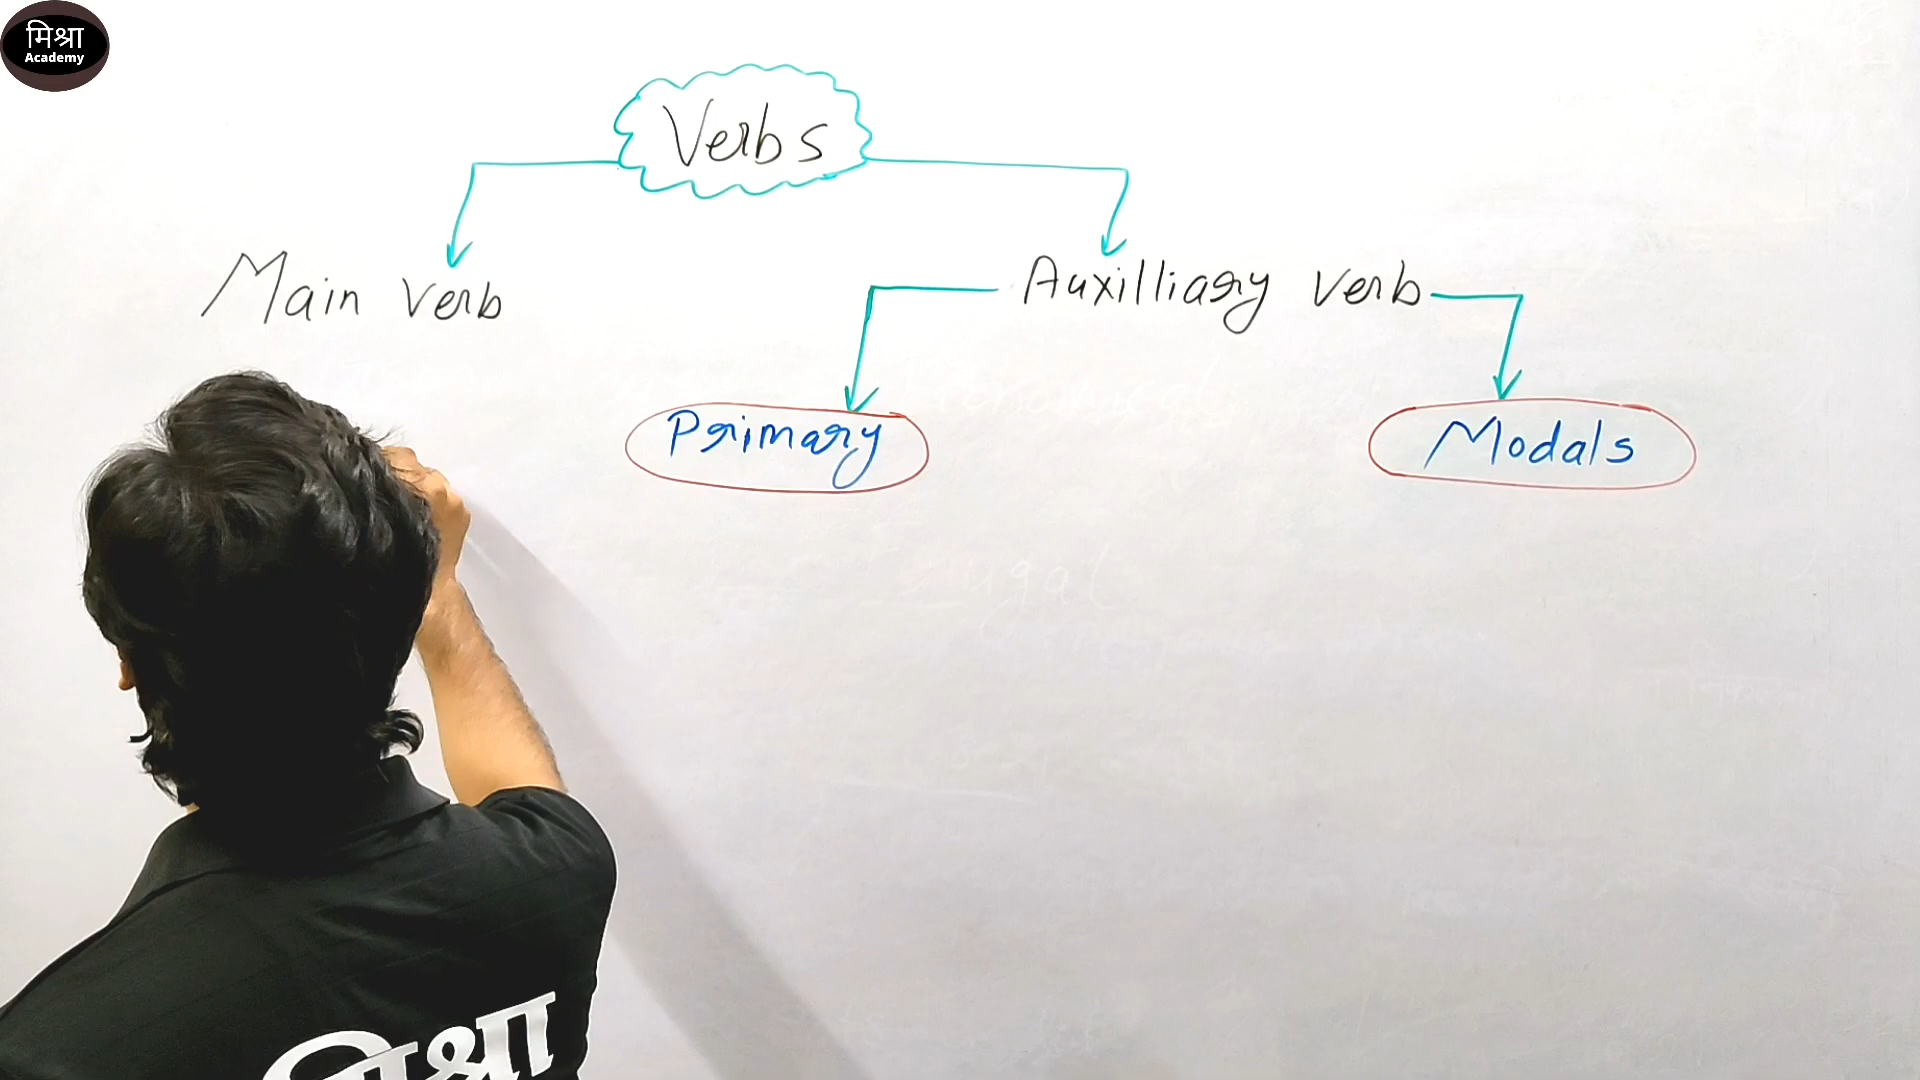 मिश्रा
Academy
Verbs
Main Verb
Auxilliary verb
Primary
Modals
मिश्रा